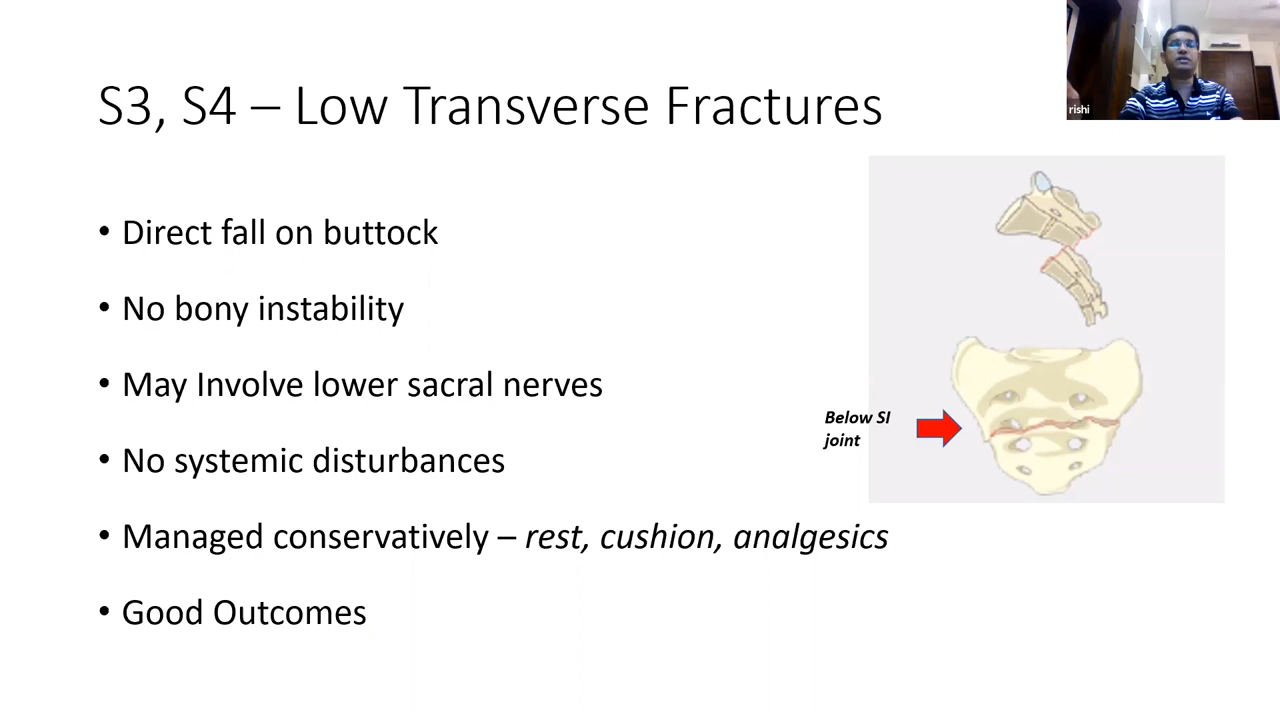 rishi
S3, S4 – Low Transverse Fractures
• Direct fall on buttock
• No bony instability
• May Involve lower sacral nerves
Below SI
joint
• No systemic disturbances
• Managed conservatively – rest, cushion, analgesics
• Good Outcomes